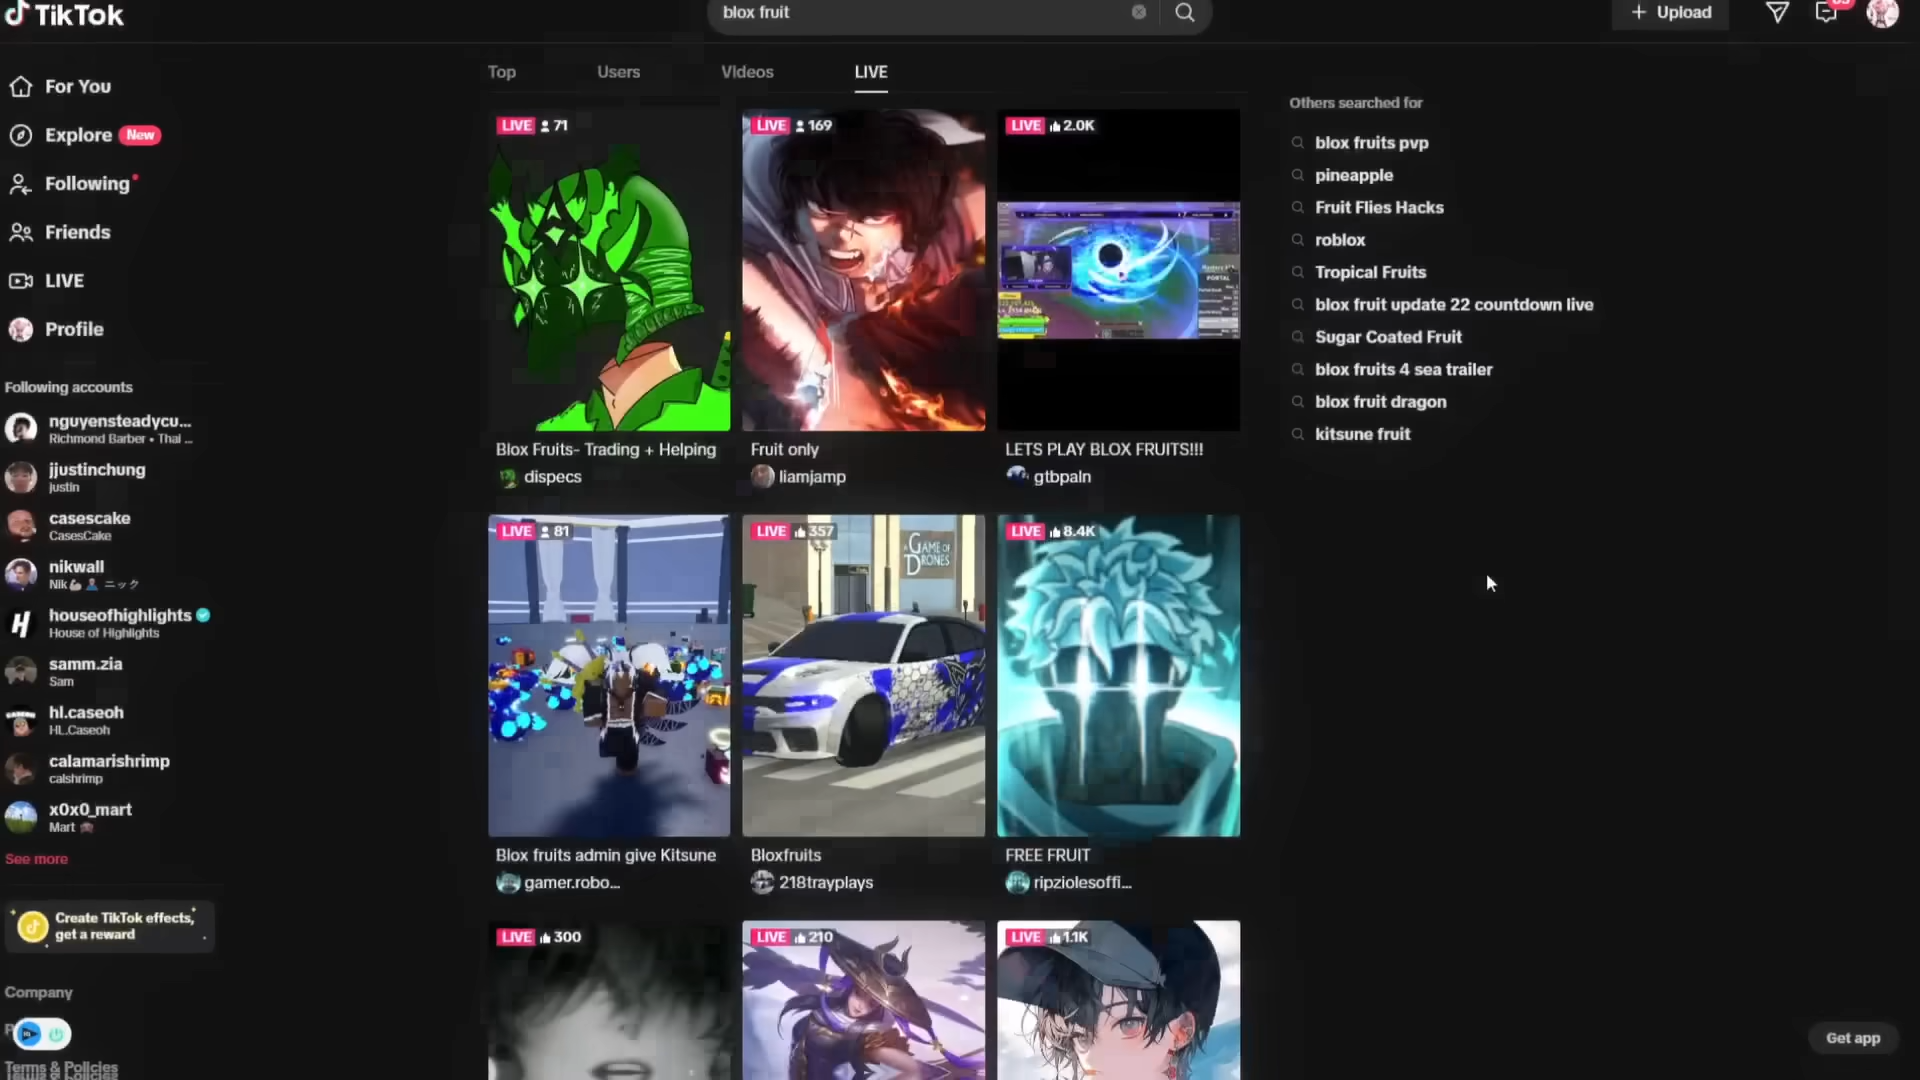 TikTok
blox fruit
Upload
For You
Explore New
Following
Friends
LIVE
Profile
Following accounts
nguyensteadycu...
Richmond Barber • Thai ...
jjustinchung
justin
casescake
CasesCake
nikwall
Nik ニック
houseofhighlights
House of Highlights
samm.zia
Sam
hl.caseoh
HL.Caseoh
calamarishrimp
calshrimp
x0x0_mart
Mart
See more
Create TikTok effects,
get a reward
Company
Terms & Policies
Top Users Videos LIVE
LIVE 71
LIVE 169
LIVE 2.0K
Blox Fruits- Trading + Helping
dispecs
Fruit only
liamjamp
LETS PLAY BLOX FRUITS!!!
gtbpaln
LIVE 81
LIVE 357
A GAME OF
DRONES
LIVE 8.4K
Blox fruits admin give Kitsune
gamer.robo...
Bloxfruits
218trayplays
FREE FRUIT
ripziolesoffi...
LIVE 300
LIVE 210
LIVE 1.1K
Others searched for
blox fruits pvp
pineapple
Fruit Flies Hacks
roblox
Tropical Fruits
blox fruit update 22 countdown live
Sugar Coated Fruit
blox fruits 4 sea trailer
blox fruit dragon
kitsune fruit
Get app